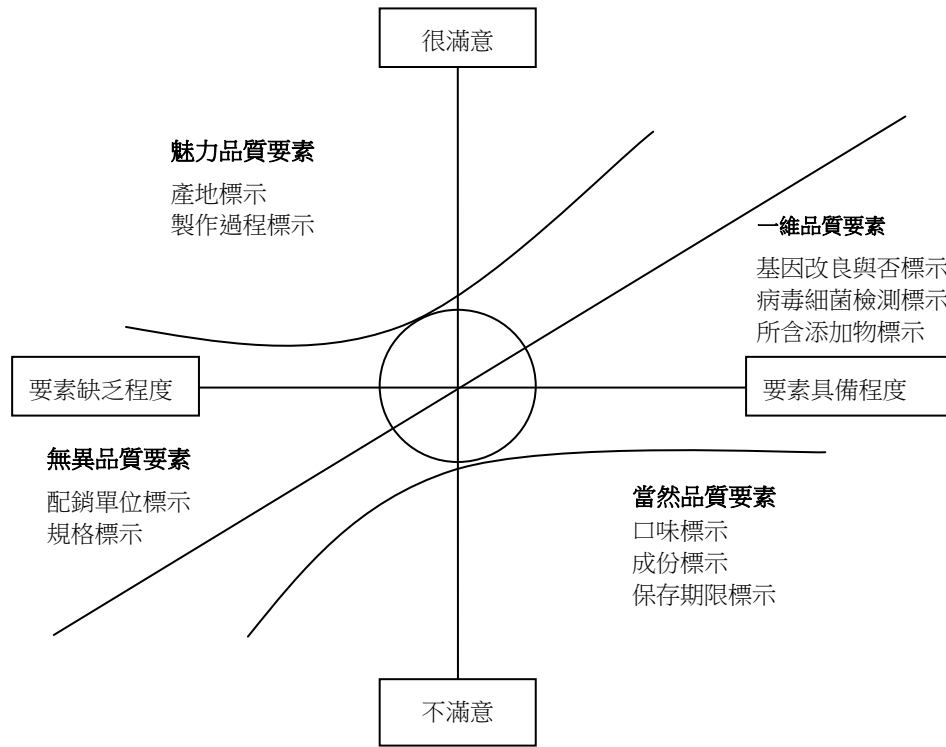 很滿意
魅力品質要素
產地標示
製作過程標示
一維品質要素
基因改良與否標示
病毒細菌檢測標示
所含添加物標示
要素缺乏程度
要素具備程度
無異品質要素
配銷單位標示
規格標示
當然品質要素
口味標示
成份標示
保存期限標示
不滿意